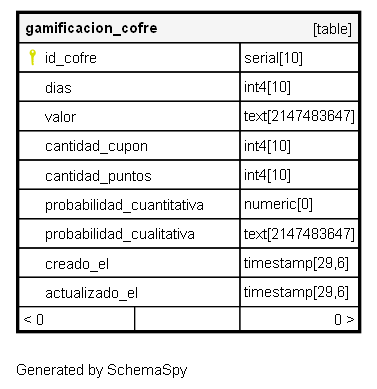 gamificacion_cofre [table]
id_cofre serial[10]
dias int4[10]
valor text[2147483647]
cantidad_cupon int4[10]
cantidad_puntos int4[10]
probabilidad_cuantitativa numeric[0]
probabilidad_cualitativa text[2147483647]
creado_el timestamp[29,6]
actualizado_el timestamp[29,6]
< 0 0 >
Generated by SchemaSpy